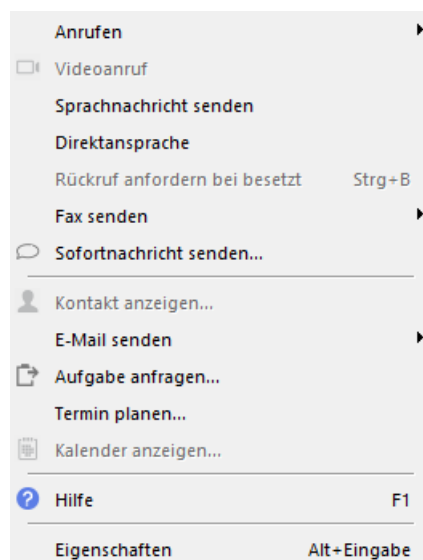 Anrufen
Videoanruf
Sprachnachricht senden
Direktansprache
Rückruf anfordern bei besetzt Strg+B
Fax senden
Sofortnachricht senden...
Kontakt anzeigen...
E-Mail senden
Aufgabe anfragen...
Termin planen...
Kalender anzeigen...
Hilfe F1
Eigenschaften Alt+Eingabe